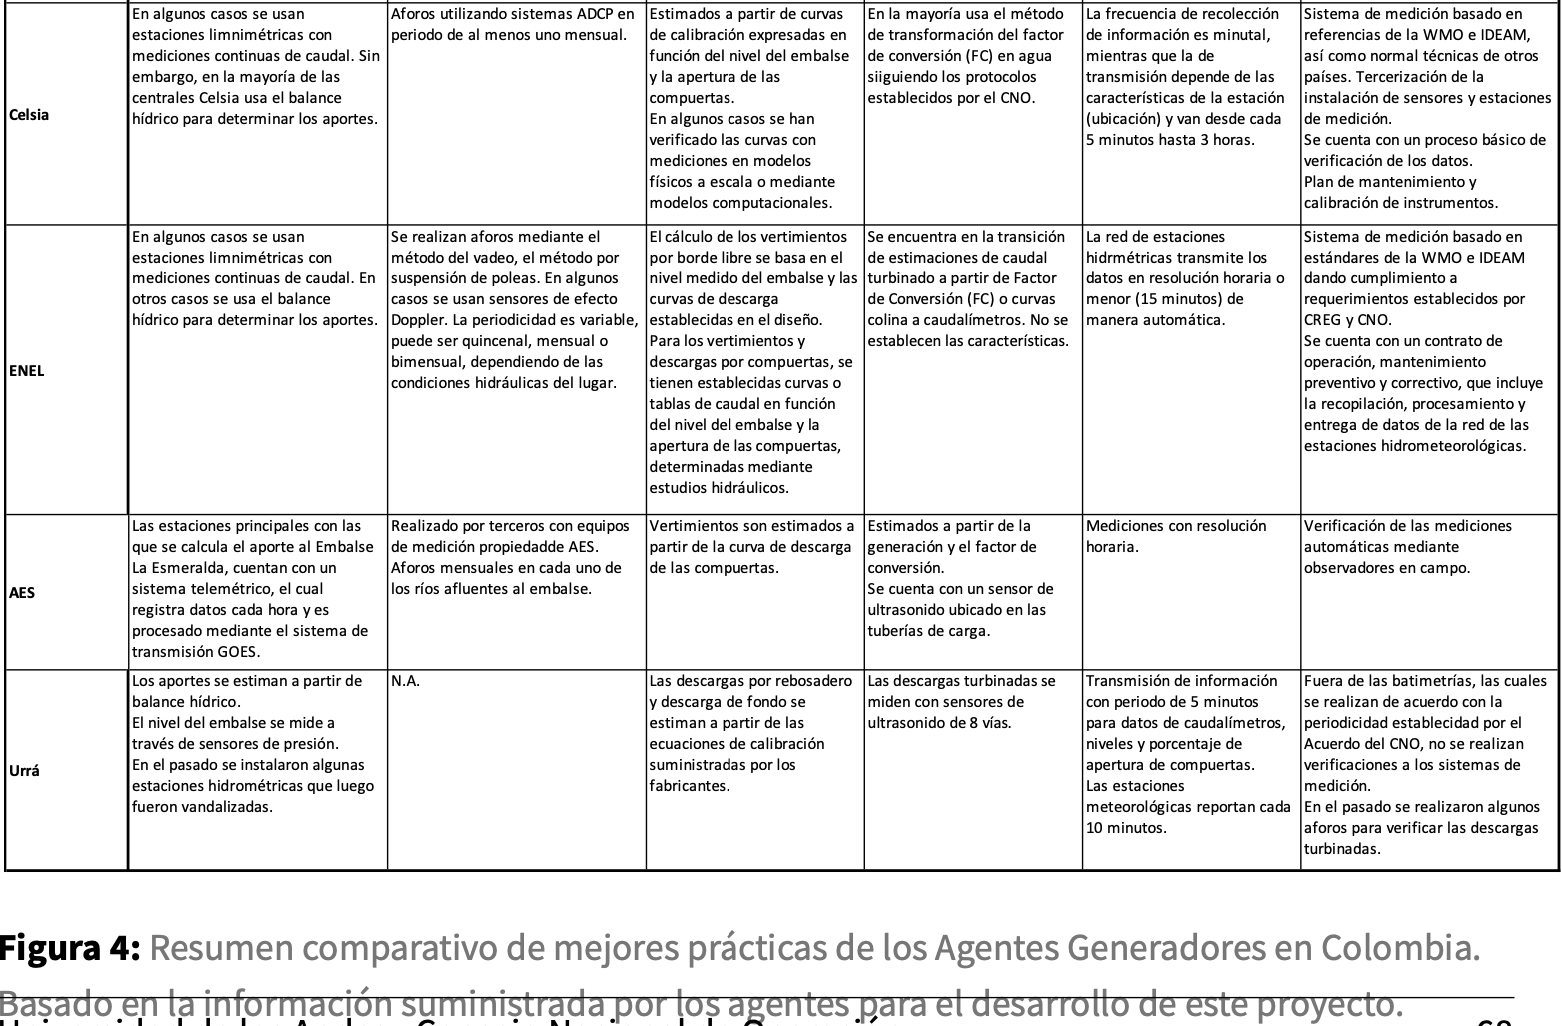 Celsia
En algunos casos se usan
estaciones limnimétricas con
mediciones continuas de caudal. Sin
embargo, en la mayoría de las
centrales Celsia usa el balance
hídrico para determinar los aportes.
Aforos utilizando sistemas ADCP en
periodo de al menos uno mensual.
Estimados a partir de curvas
de calibración expresadas en
función del nivel del embalse
y la apertura de las
compuertas.
En algunos casos se han
verificado las curvas con
mediciones en modelos
físicos a escala o mediante
modelos computacionales.
En la mayoría usa el método
de transformación del factor
de conversión (FC) en agua
siiguiendo los protocolos
establecidos por el CNO.
La frecuencia de recolección
de información es minutal,
mientras que la de
transmisión depende de las
características de la estación
(ubicación) y van desde cada
5 minutos hasta 3 horas.
Sistema de medición basado en
referencias de la WMO e IDEAM,
así como normal técnicas de otros
países. Tercerización de la
instalación de sensores y estaciones
de medición.
Se cuenta con un proceso básico de
verificación de los datos.
Plan de mantenimiento y
calibración de instrumentos.
ENEL
En algunos casos se usan
estaciones limnimétricas con
mediciones continuas de caudal. En
otros casos se usa el balance
hídrico para determinar los aportes.
Se realizan aforos mediante el
método del vadeo, el método por
suspensión de poleas. En algunos
casos se usan sensores de efecto
Doppler. La periodicidad es variable,
puede ser quincenal, mensual o
bimensual, dependiendo de las
condiciones hidráulicas del lugar.
El cálculo de los vertimientos
por borde libre se basa en el
nivel medido del embalse y las
curvas de descarga
establecidas en el diseño.
Para los vertimientos y
descargas por compuertas, se
tienen establecidas curvas o
tablas de caudal en función
del nivel del embalse y la
apertura de las compuertas,
determinadas mediante
estudios hidráulicos.
Se encuentra en la transición
de estimaciones de caudal
turbinado a partir de Factor
de Conversión (FC) o curvas
colina a caudalímetros. No se
establecen las características.
La red de estaciones
hidrmétricas transmite los
datos en resolución horaria o
menor (15 minutos) de
manera automática.
Sistema de medición basado en
estándares de la WMO e IDEAM
dando cumplimiento a
requerimientos establecidos por
CREG y CNO.
Se cuenta con un contrato de
operación, mantenimiento
preventivo y correctivo, que incluye
la recopilación, procesamiento y
entrega de datos de la red de las
estaciones hidrometeorológicas.
AES
Las estaciones principales con las
que se calcula el aporte al Embalse
La Esmeralda, cuentan con un
sistema telemétrico, el cual
registra datos cada hora y es
procesado mediante el sistema de
transmisión GOES.
Realizado por terceros con equipos
de medición propiedadde AES.
Aforos mensuales en cada uno de
los ríos afluentes al embalse.
Vertimientos son estimados a
partir de la curva de descarga
de las compuertas.
Estimados a partir de la
generación y el factor de
conversión.
Se cuenta con un sensor de
ultrasonido ubicado en las
tuberías de carga.
Mediciones con resolución
horaria.
Verificación de las mediciones
automáticas mediante
observadores en campo.
Urrá
Los aportes se estiman a partir de
balance hídrico.
El nivel del embalse se mide a
través de sensores de presión.
En el pasado se instalaron algunas
estaciones hidrométricas que luego
fueron vandalizadas.
N.A.
Las descargas por rebosadero
y descarga de fondo se
estiman a partir de las
ecuaciones de calibración
suministradas por los
fabricantes.
Las descargas turbinadas se
miden con sensores de
ultrasonido de 8 vías.
Transmisión de información
con periodo de 5 minutos
para datos de caudalímetros,
niveles y porcentaje de
apertura de compuertas.
Las estaciones
meteorológicas reportan cada
10 minutos.
Fuera de las batimetrías, las cuales
se realizan de acuerdo con la
periodicidad establecidad por el
Acuerdo del CNO, no se realizan
verificaciones a los sistemas de
medición.
En el pasado se realizaron algunos
aforos para verificar las descargas
turbinadas.
Figura 4: Resumen comparativo de mejores prácticas de los Agentes Generadores en Colombia.
Basado en la información suministrada por los agentes para el desarrollo de este proyecto.